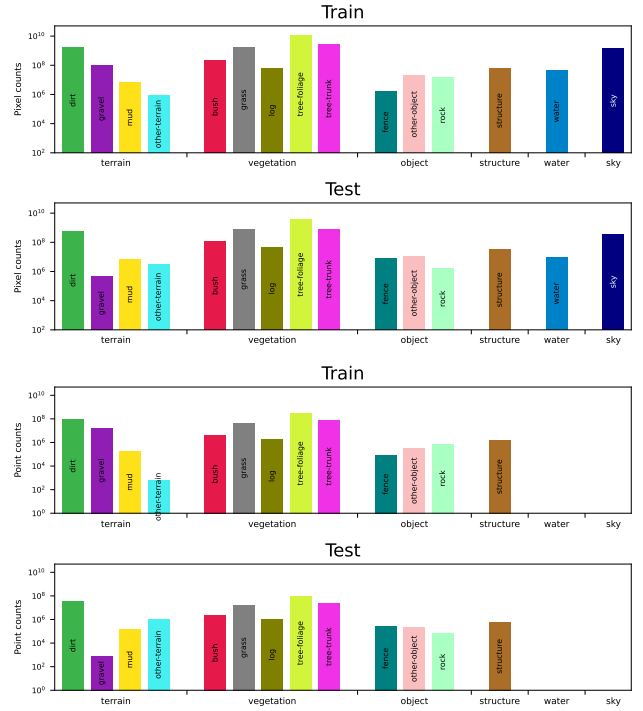 Train
Pixel counts
10^10
10^8
10^6
10^4
10^2
dirt
gravel
mud
other-terrain
bush
grass
log
tree-foliage
tree-trunk
fence
other-object
rock
structure
water
sky
terrain vegetation object structure water sky
Test
Pixel counts
10^10
10^8
10^6
10^4
10^2
dirt
gravel
mud
other-terrain
bush
grass
log
tree-foliage
tree-trunk
fence
other-object
rock
structure
water
sky
terrain vegetation object structure water sky
Train
Point counts
10^10
10^8
10^6
10^4
10^2
10^0
dirt
gravel
mud
other-terrain
bush
grass
log
tree-foliage
tree-trunk
fence
other-object
rock
structure
terrain vegetation object structure water sky
Test
Point counts
10^10
10^8
10^6
10^4
10^2
10^0
dirt
gravel
mud
other-terrain
bush
grass
log
tree-foliage
tree-trunk
fence
other-object
rock
structure
terrain vegetation object structure water sky